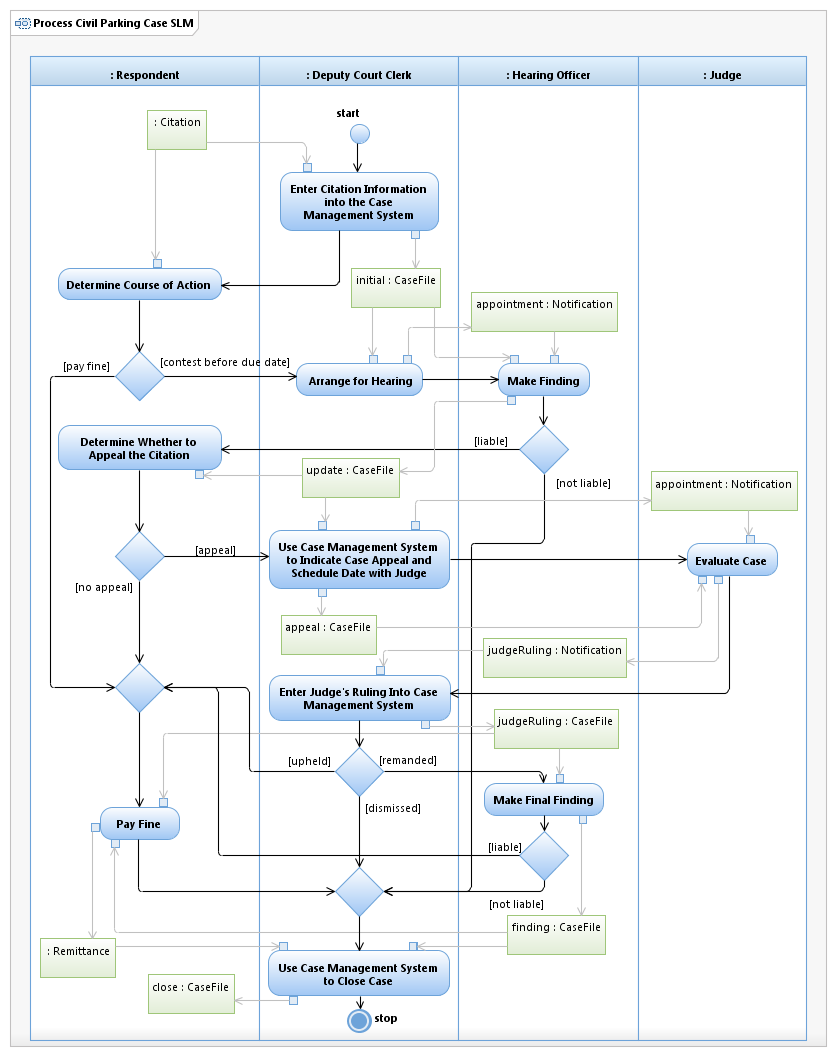 Process Civil Parking Case SLM
: Respondent
: Deputy Court Clerk
: Hearing Officer
: Judge
start
: Citation
Enter Citation Information
into the Case
Management System
Determine Course of Action
initial : CaseFile
appointment : Notification
[pay fine]
[contest before due date]
Arrange for Hearing
Make Finding
Determine Whether to
Appeal the Citation
[liable]
update : CaseFile
[not liable]
appointment : Notification
[appeal]
Use Case Management System
to Indicate Case Appeal and
Schedule Date with Judge
Evaluate Case
[no appeal]
appeal : CaseFile
judgeRuling : Notification
Enter Judge's Ruling Into Case
Management System
judgeRuling : CaseFile
[upheld]
[remanded]
[dismissed]
Make Final Finding
Pay Fine
[liable]
[not liable]
finding : CaseFile
: Remittance
Use Case Management System
to Close Case
close : CaseFile
stop